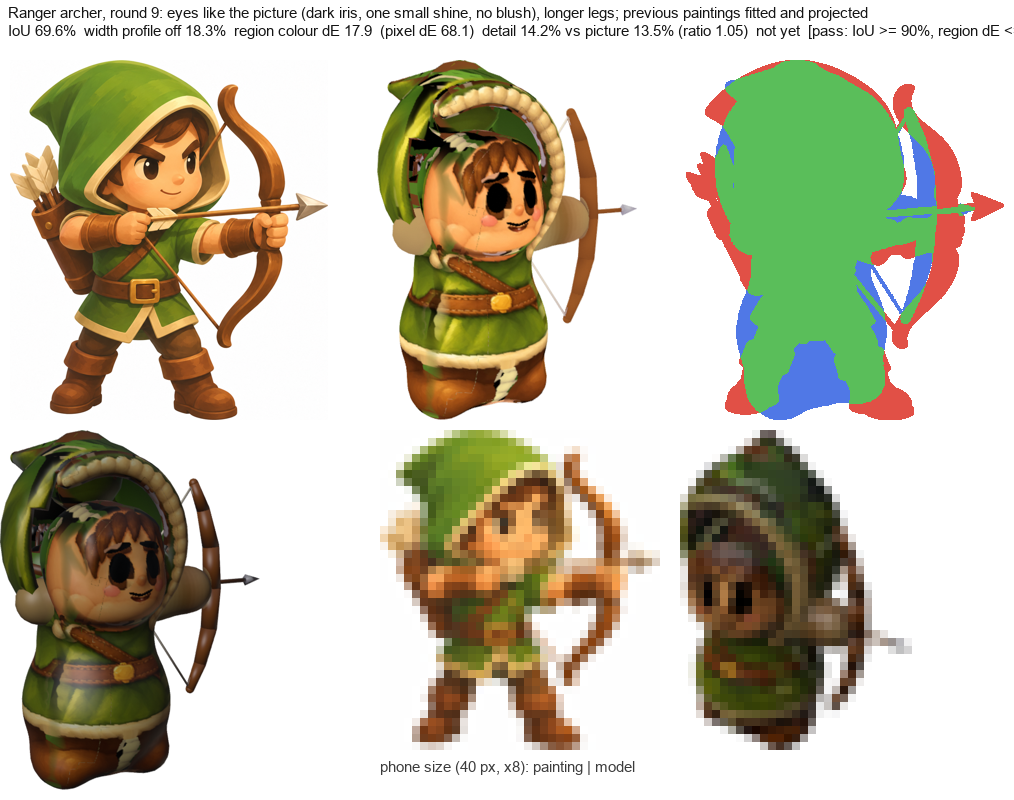 Ranger archer, round 9: eyes like the picture (dark iris, one small shine, no blush), longer legs; previous paintings fitted and projected
IoU 69.6%  width profile off 18.3%  region colour dE 17.9  (pixel dE 68.1)  detail 14.2% vs picture 13.5% (ratio 1.05)  not yet  [pass: IoU >= 90%, region dE <
phone size (40 px, x8): painting | model